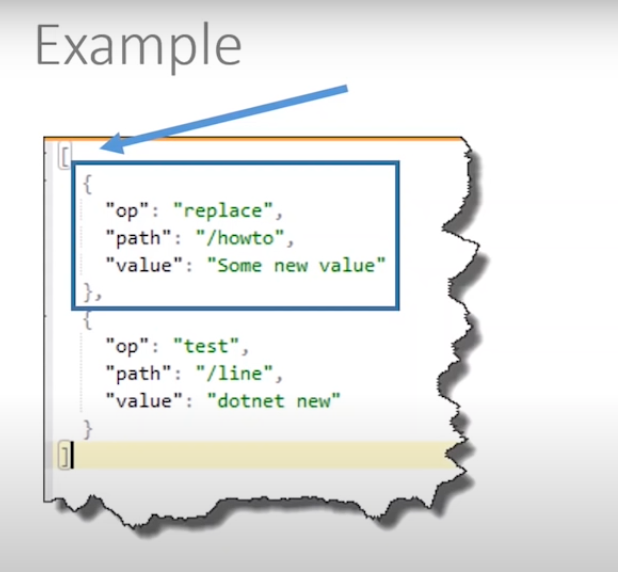 Example
[
{
"op": "replace",
"path": "/howto",
"value": "Some new value"
},
{
"op": "test",
"path": "/line",
"value": "dotnet new"
}
]